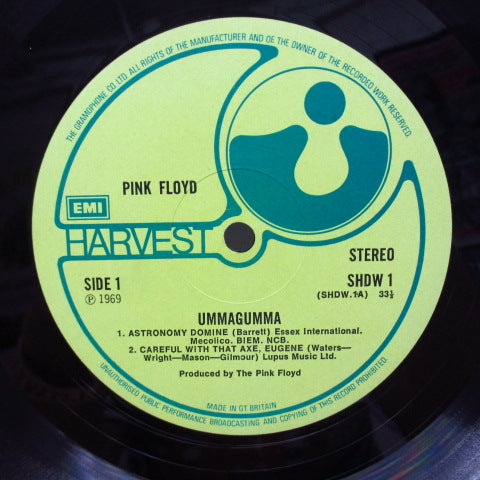 THE GRAMOPHONE CO. LTD. ALL RIGHTS OF THE MANUFACTURER AND OF THE OWNER OF THE RECORDED WORK RESERVED.
PINK FLOYD
EMI
HARVEST
STEREO
SIDE 1
SHDW 1
℗ 1969
(SHDW.1A) 33⅓
UMMAGUMMA
1. ASTRONOMY DOMINE (Barrett) Essex International.
Mecolico. BIEM. NCB.
2. CAREFUL WITH THAT AXE, EUGENE (Waters—
Wright—Mason—Gilmour) Lupus Music Ltd.
Produced by The Pink Floyd
MADE IN GT. BRITAIN
UNAUTHORISED PUBLIC PERFORMANCE BROADCASTING AND COPYING OF THIS RECORD PROHIBITED.